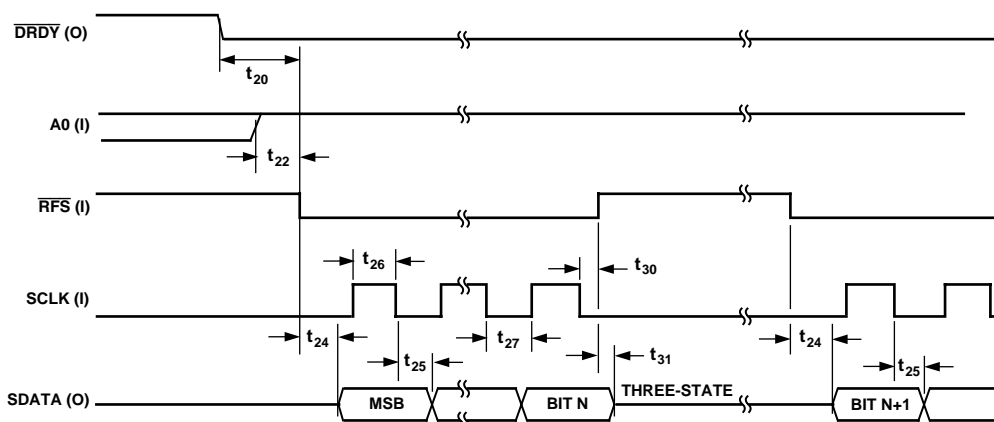 DRDY (O)
t20
A0 (I)
t22
RFS (I)
t26
t30
SCLK (I)
t24
t25
t27
t31
t24
t25
SDATA (O)
MSB
BIT N
THREE-STATE
BIT N+1